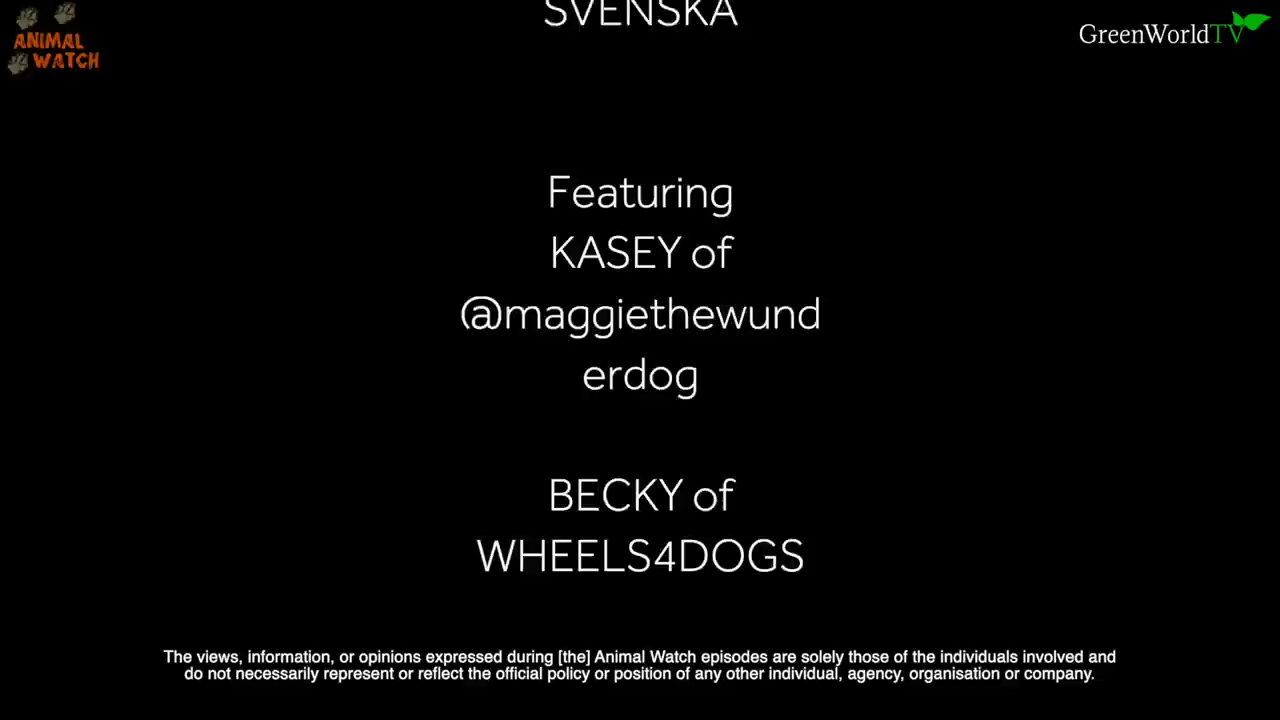 SVENSKA
ANIMAL
WATCH
GreenWorldTV
Featuring
KASEY of
@maggiethewund
erdog
BECKY of
WHEELS4DOGS
The views, information, or opinions expressed during [the] Animal Watch episodes are solely those of the individuals involved and
do not necessarily represent or reflect the official policy or position of any other individual, agency, organisation or company.